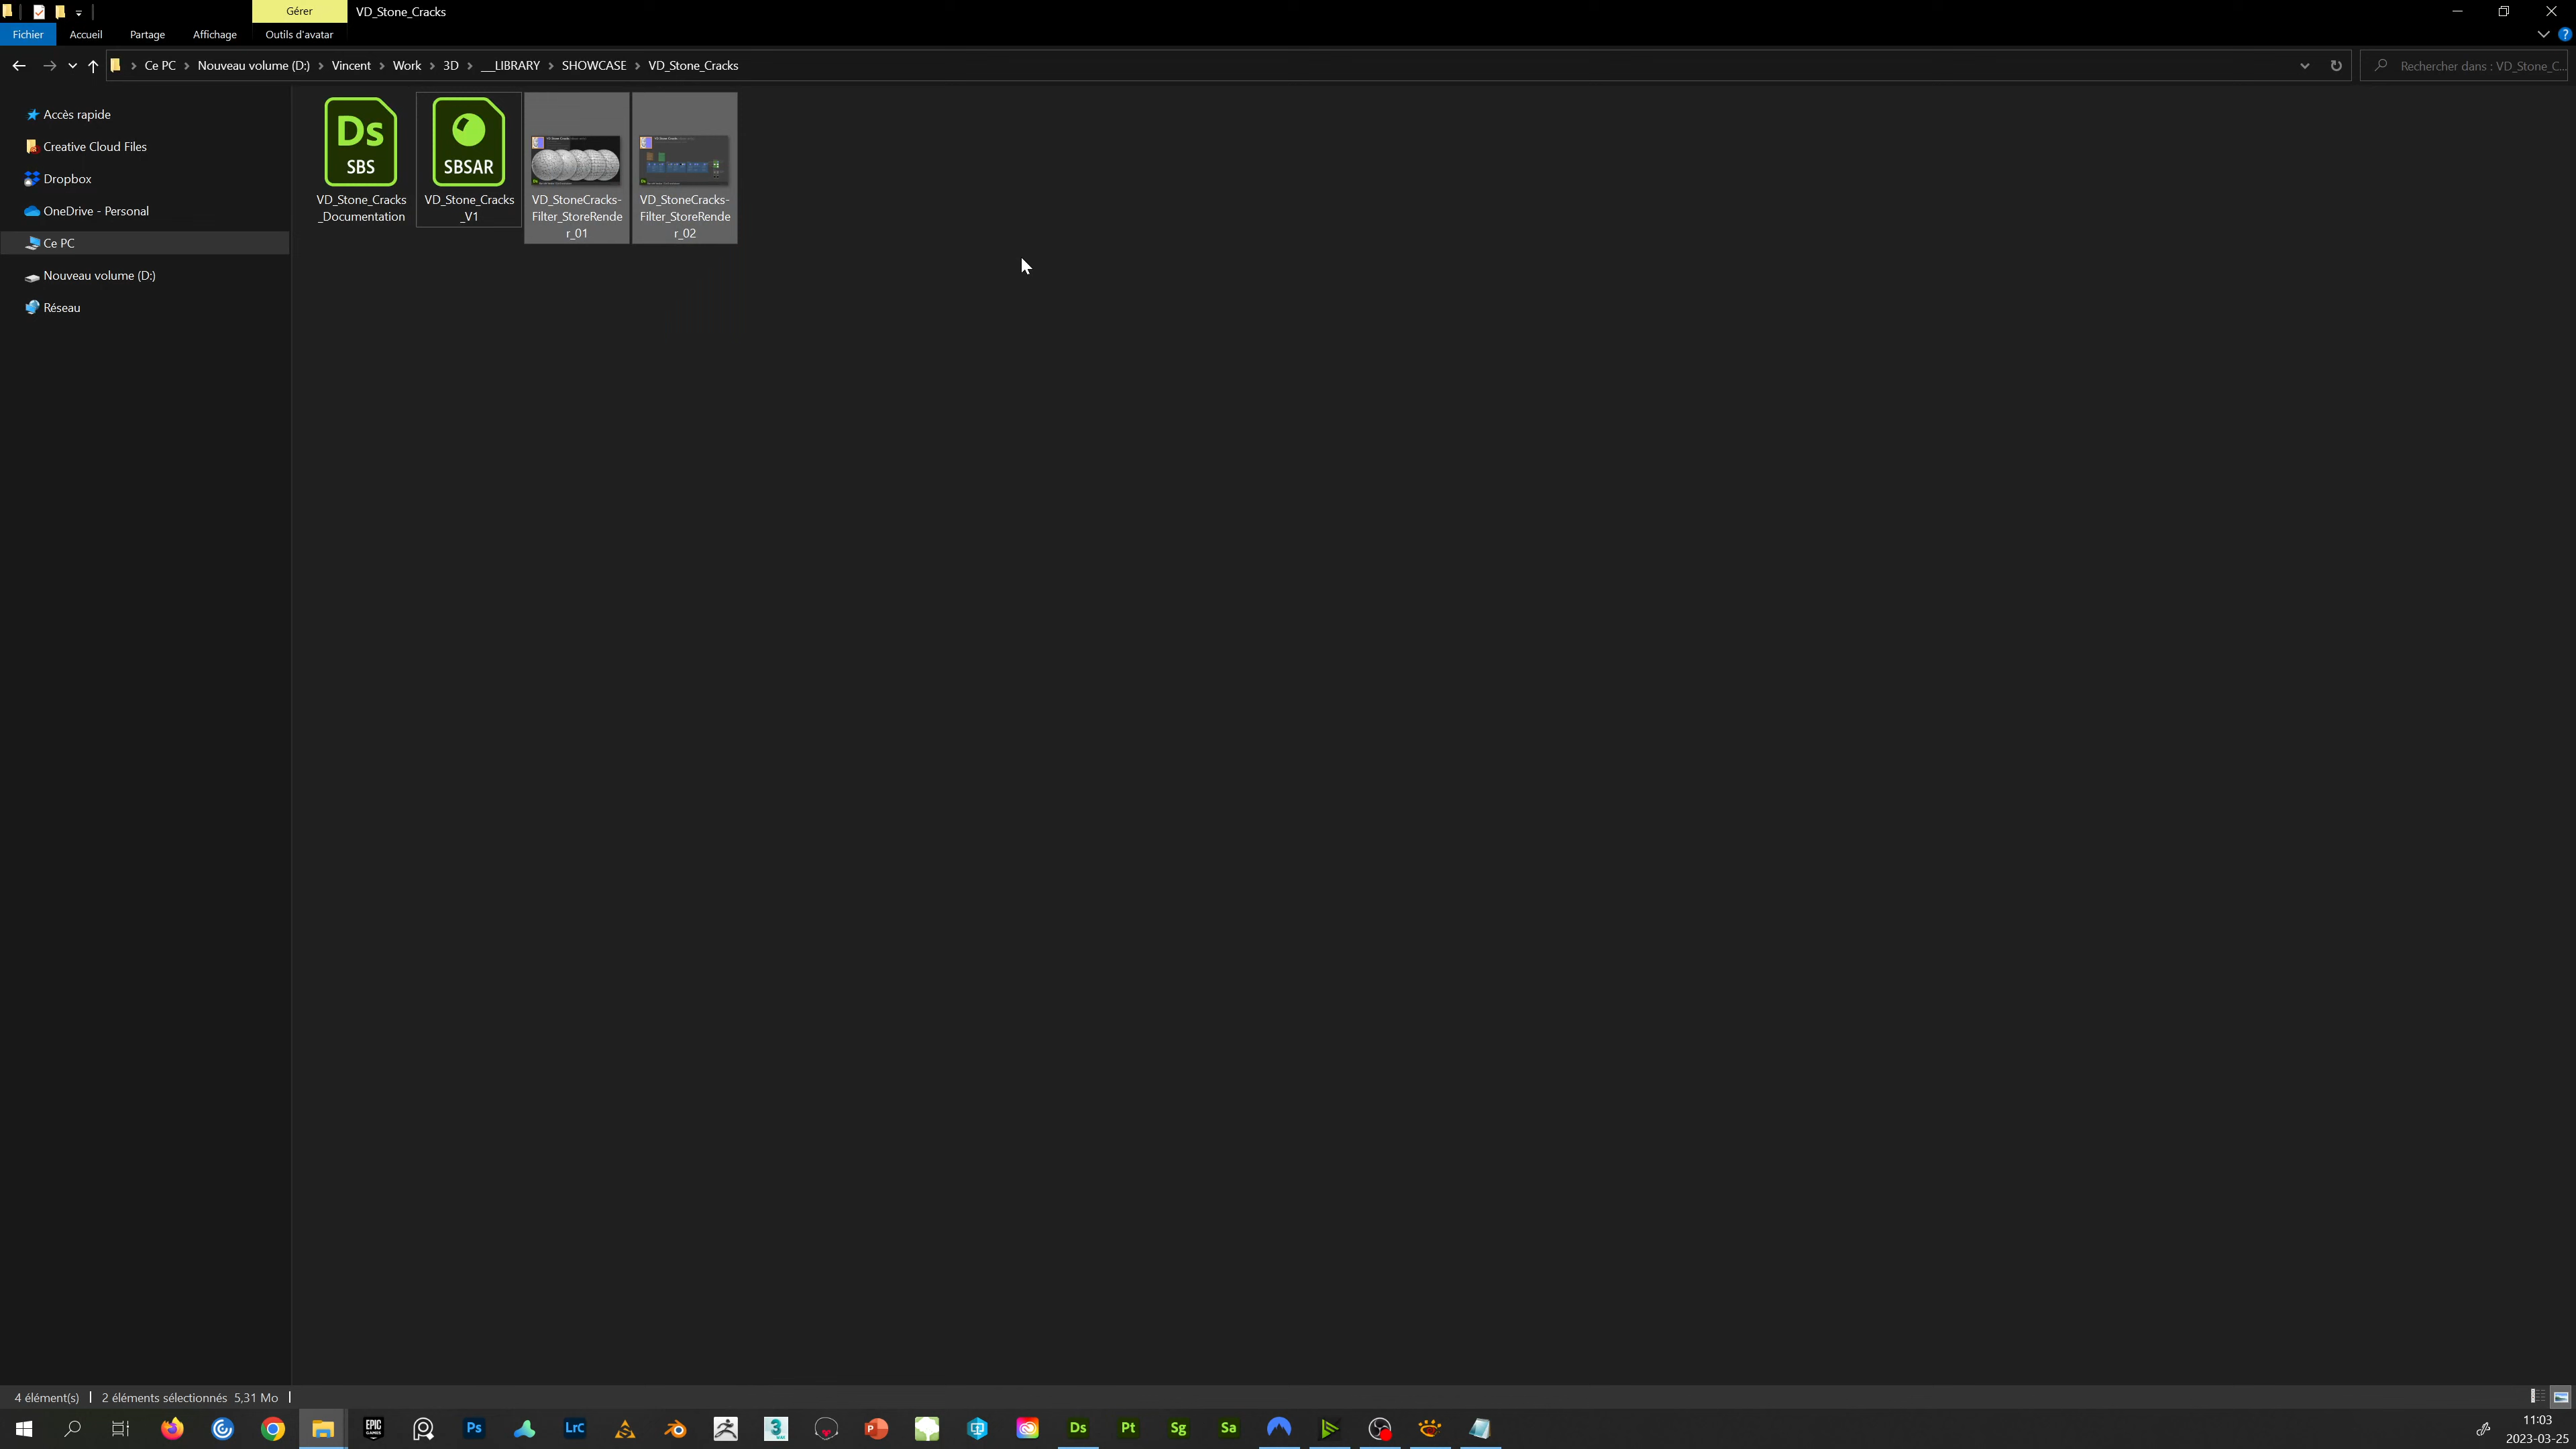 Gérer VD_Stone_Cracks
Fichier Accueil Partage Affichage Outils d'avatar
Ce PC Nouveau volume (D:) Vincent Work 3D __LIBRARY SHOWCASE VD_Stone_Cracks
Rechercher dans : VD_Stone_C...
Accès rapide
Creative Cloud Files
Dropbox
OneDrive - Personal
Ce PC
Nouveau volume (D:)
Réseau
Ds
SBS
VD_Stone_Cracks
_Documentation
SBSAR
VD_Stone_Cracks
_V1
VD_StoneCracks-
Filter_StoreRende
r_01
VD_StoneCracks-
Filter_StoreRende
r_02
4 élément(s) 2 éléments sélectionnés 5,31 Mo
EPIC
GAMES
Ps
LrC
3
P
Ds
Pt
Sg
Sa
11:03
2023-03-25